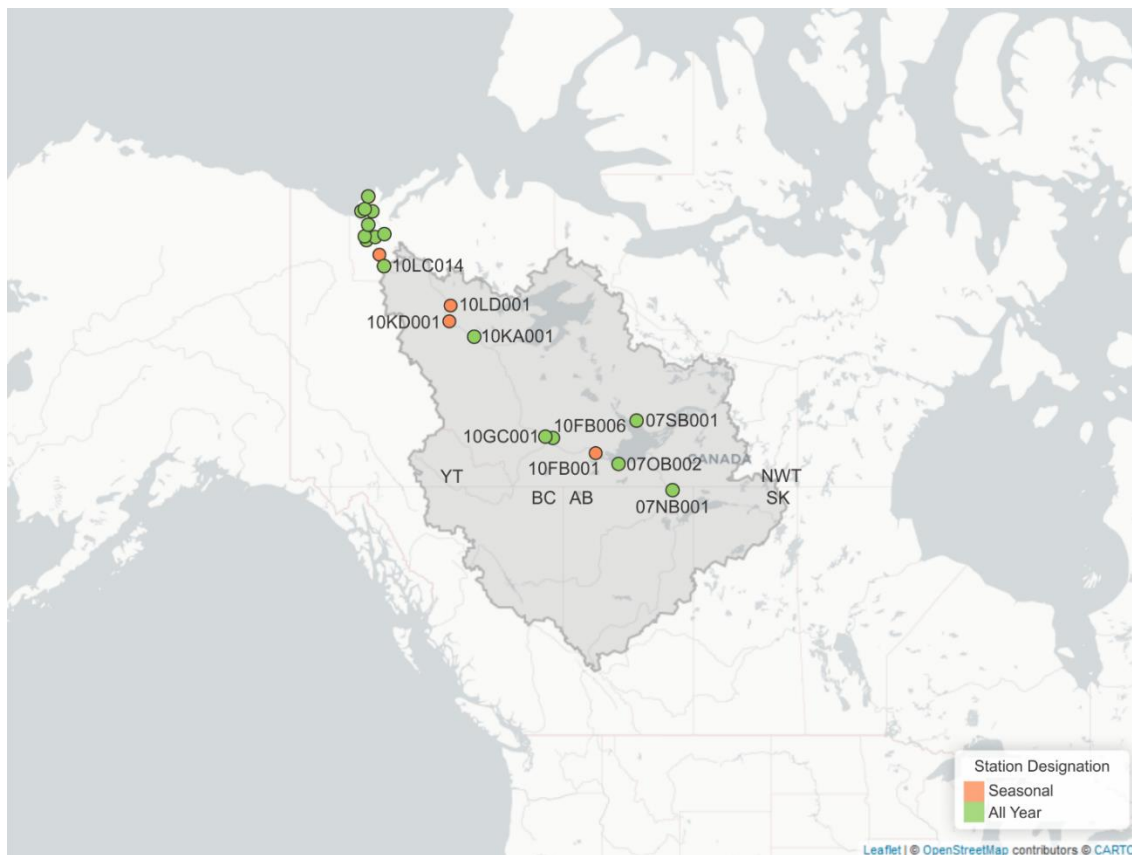 10LC014
10LD001
10KD001
10KA001
10FB006
07SB001
10GC001
10FB001
CANADA
07OB002
YT
NWT
BC
AB
SK
07NB001
Station Designation
Seasonal
All Year
Leaflet | © OpenStreetMap contributors © CARTO